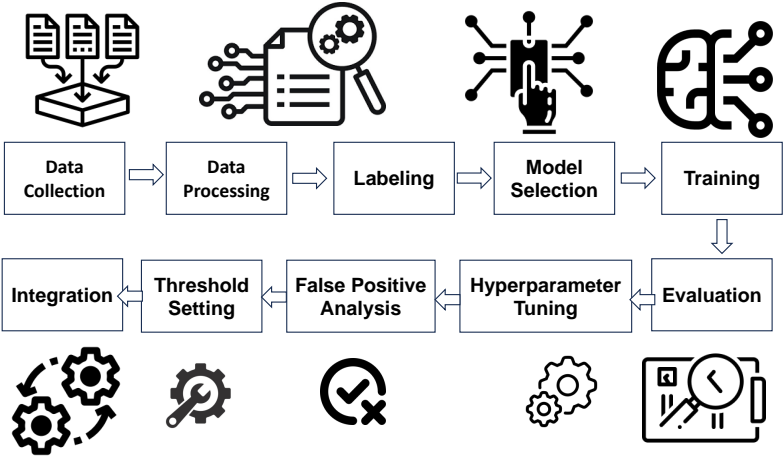 Data
Collection
Data
Processing
Labeling
Model
Selection
Training
Integration
Threshold
Setting
False Positive
Analysis
Hyperparameter
Tuning
Evaluation